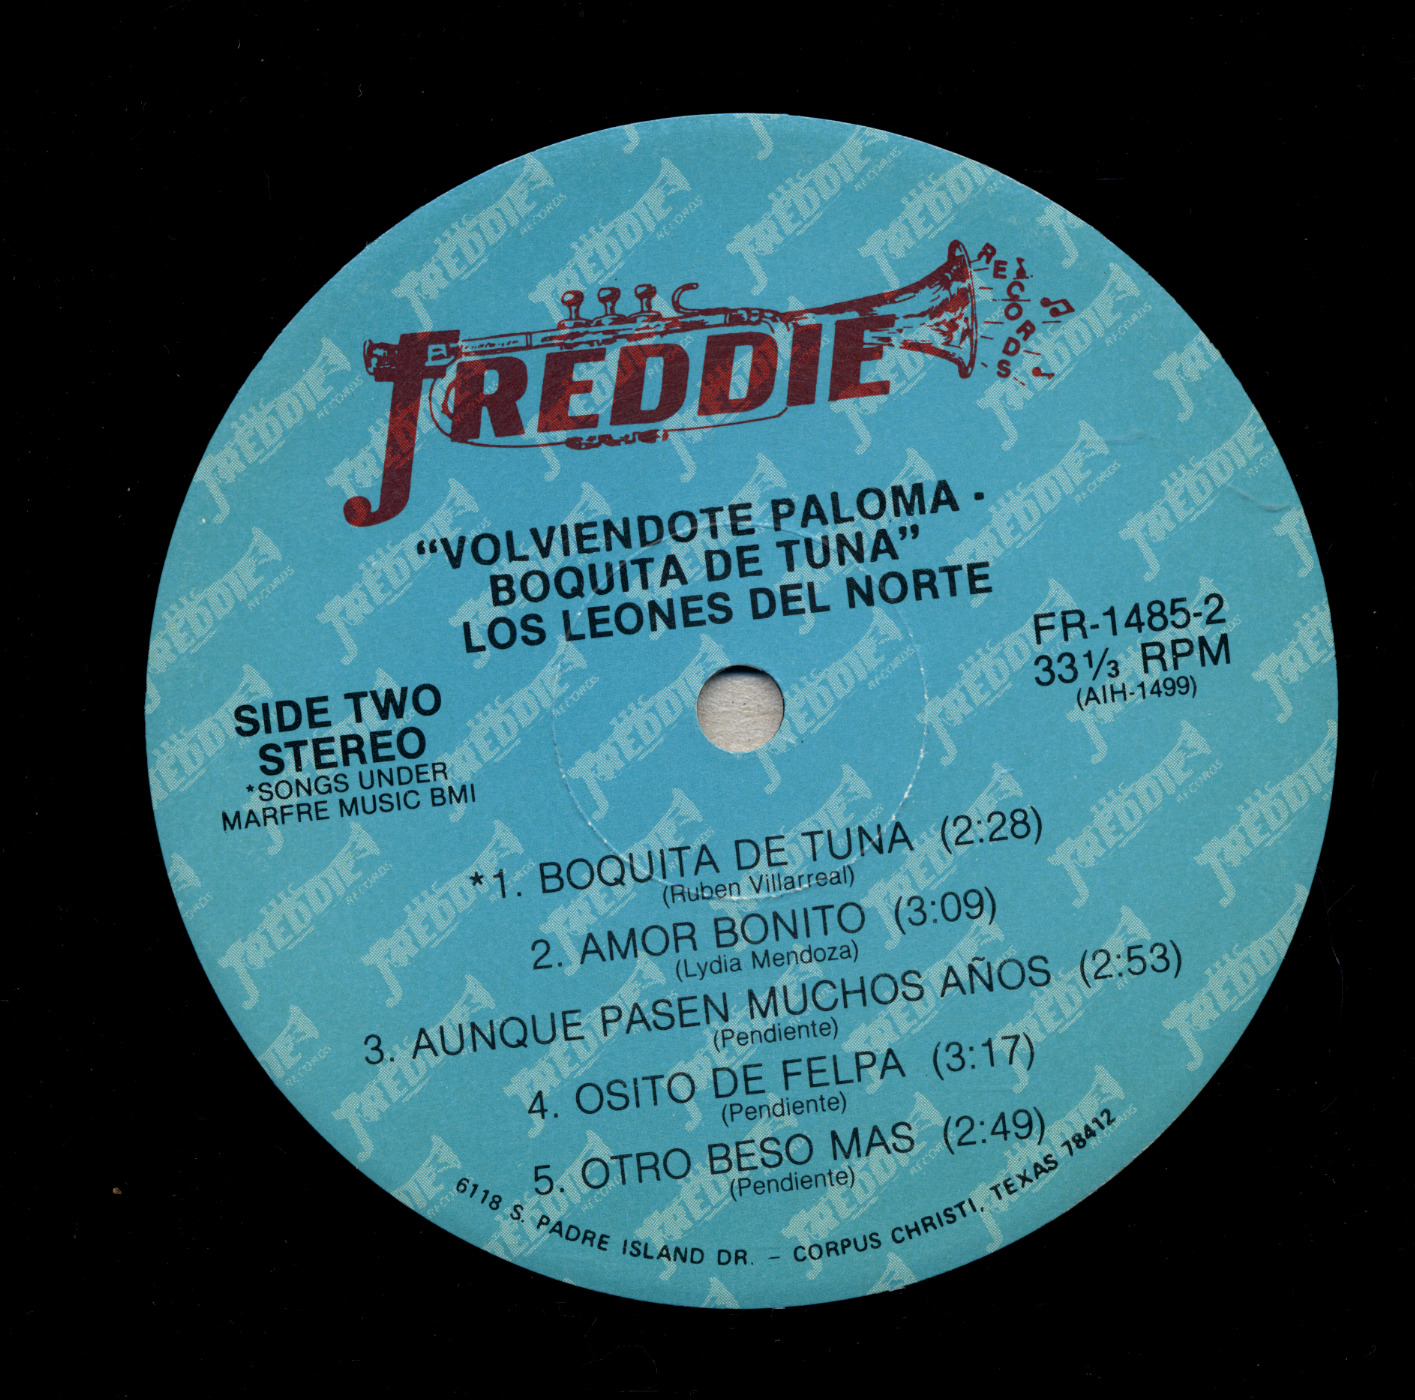 FREDDIE
RECORDS
“VOLVIENDOTE PALOMA -
BOQUITA DE TUNA”
LOS LEONES DEL NORTE
FR-1485-2
33⅓ RPM
(AIH-1499)
SIDE TWO
STEREO
*SONGS UNDER
MARFRE MUSIC BMI
*1. BOQUITA DE TUNA (2:28)
(Ruben Villarreal)
2. AMOR BONITO (3:09)
(Lydia Mendoza)
3. AUNQUE PASEN MUCHOS AÑOS (2:53)
(Pendiente)
4. OSITO DE FELPA (3:17)
(Pendiente)
5. OTRO BESO MAS (2:49)
(Pendiente)
6118 S. PADRE ISLAND DR. – CORPUS CHRISTI, TEXAS 78412